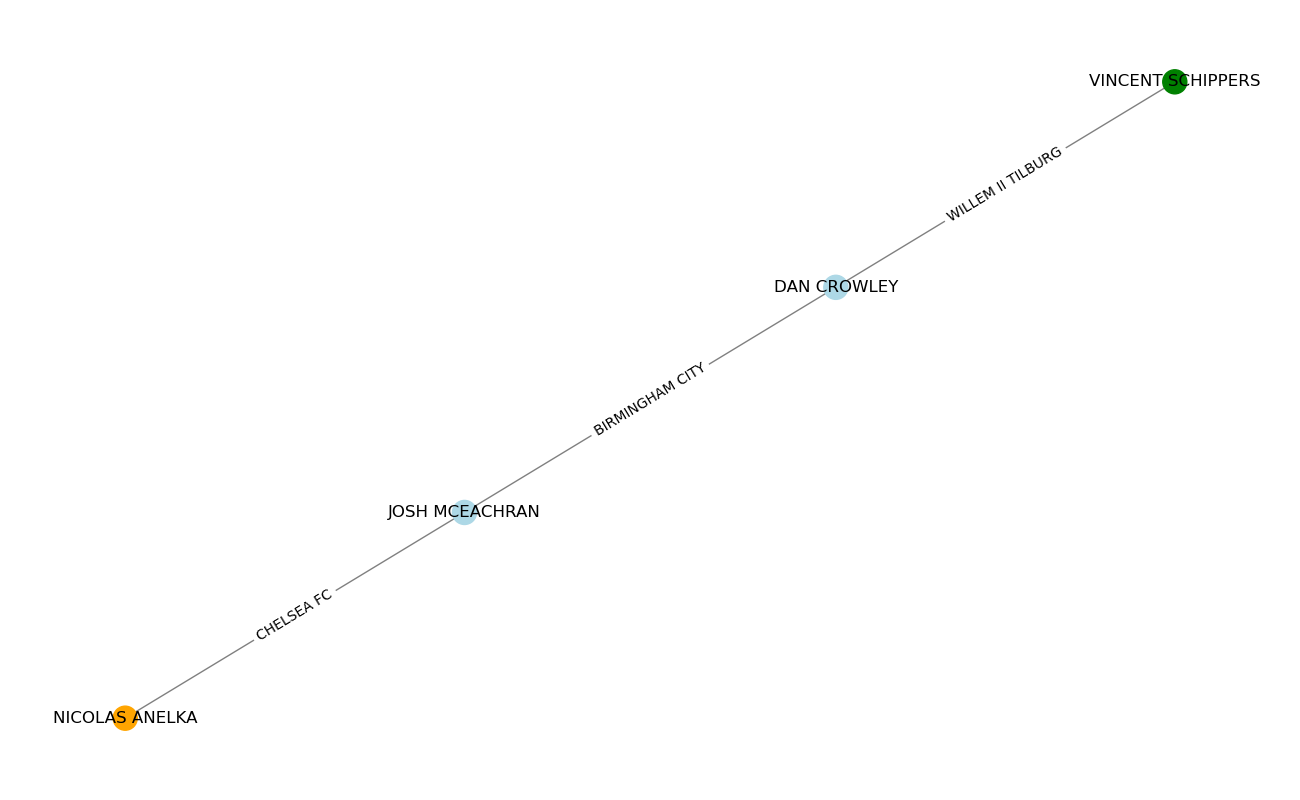 VINCENT SCHIPPERS
WILLEM II TILBURG
DAN CROWLEY
BIRMINGHAM CITY
JOSH MCEACHRAN
CHELSEA FC
NICOLAS ANELKA